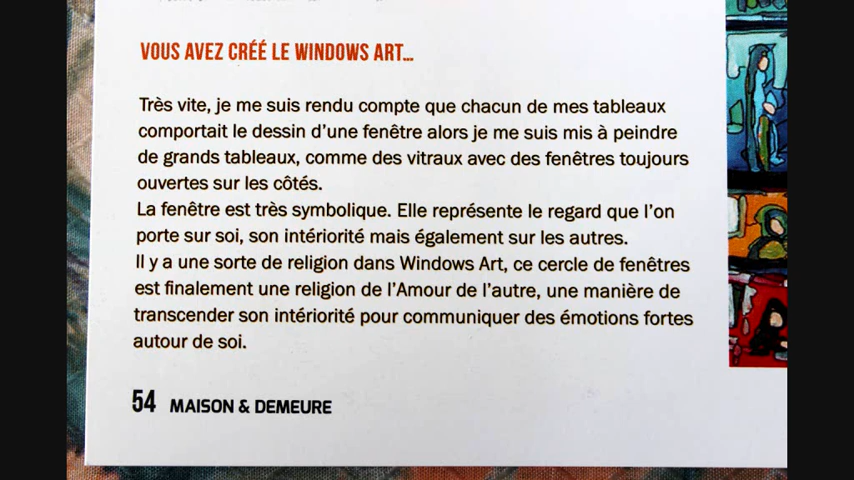 VOUS AVEZ CRÉÉ LE WINDOWS ART...
Très vite, je me suis rendu compte que chacun de mes tableaux
comportait le dessin d'une fenêtre alors je me suis mis à peindre
de grands tableaux, comme des vitraux avec des fenêtres toujours
ouvertes sur les côtés.
La fenêtre est très symbolique. Elle représente le regard que l'on
porte sur soi, son intériorité mais également sur les autres.
Il y a une sorte de religion dans Windows Art, ce cercle de fenêtres
est finalement une religion de l'Amour de l'autre, une manière de
transcender son intériorité pour communiquer des émotions fortes
autour de soi.
54 MAISON & DEMEURE